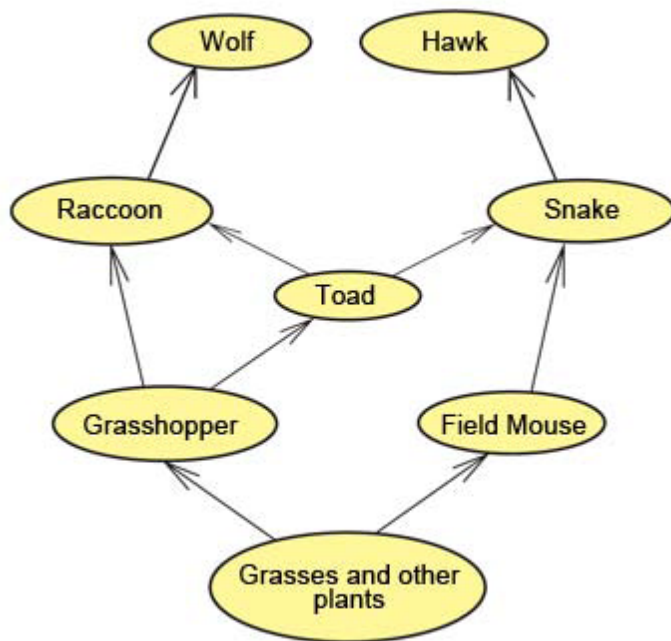 Wolf
Hawk
Raccoon
Snake
Toad
Grasshopper
Field Mouse
Grasses and other
plants